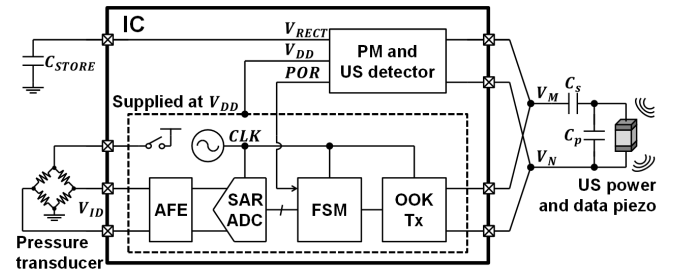 IC
V_RECT
V_DD
POR
PM and
US detector
C_STORE
Supplied at V_DD
CLK
V_M
C_s
C_p
V_N
US power
and data piezo
V_ID
AFE
SAR
ADC
FSM
OOK
Tx
Pressure
transducer